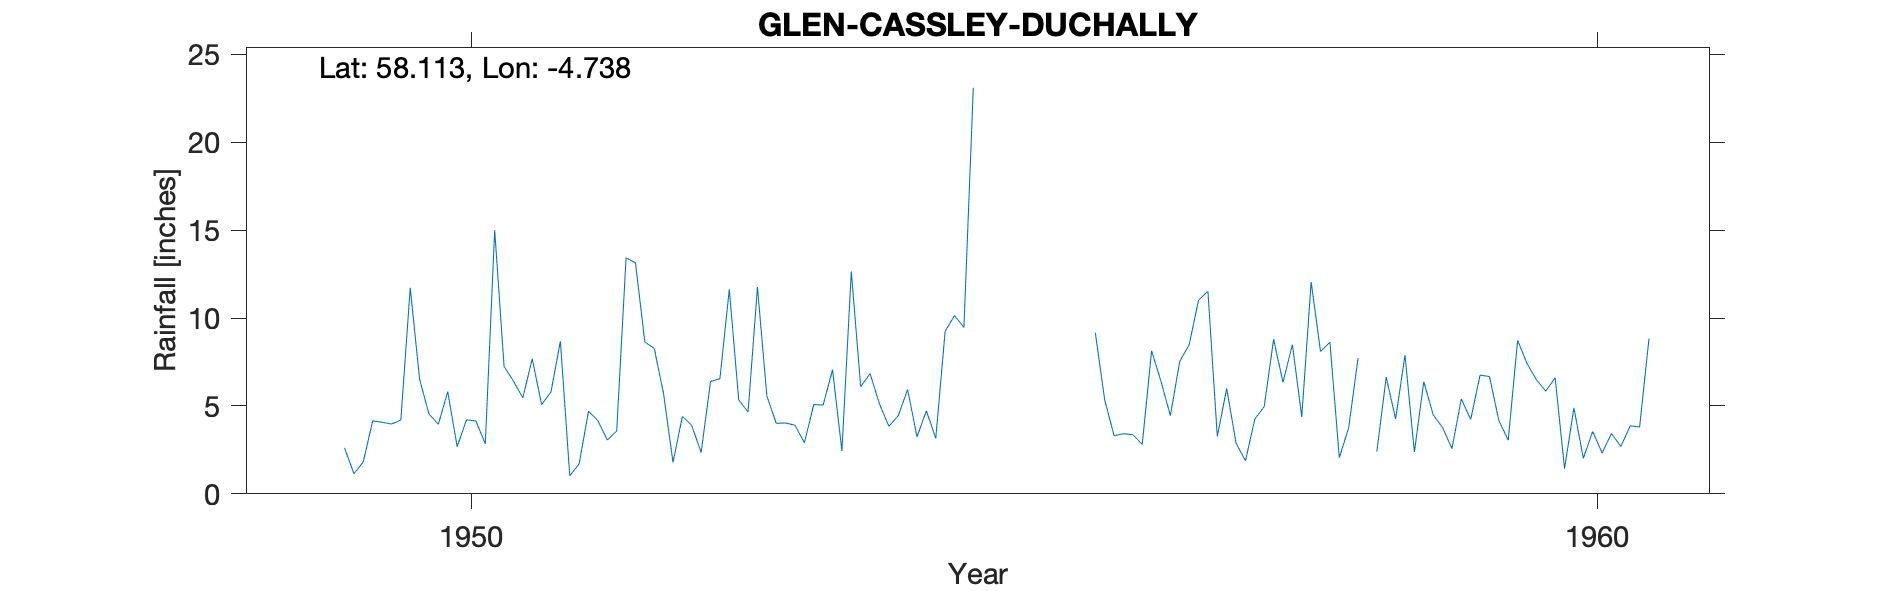 GLEN-CASSLEY-DUCHALLY
Lat: 58.113, Lon: -4.738
25
20
15
10
5
0
Rainfall [inches]
1950
1960
Year